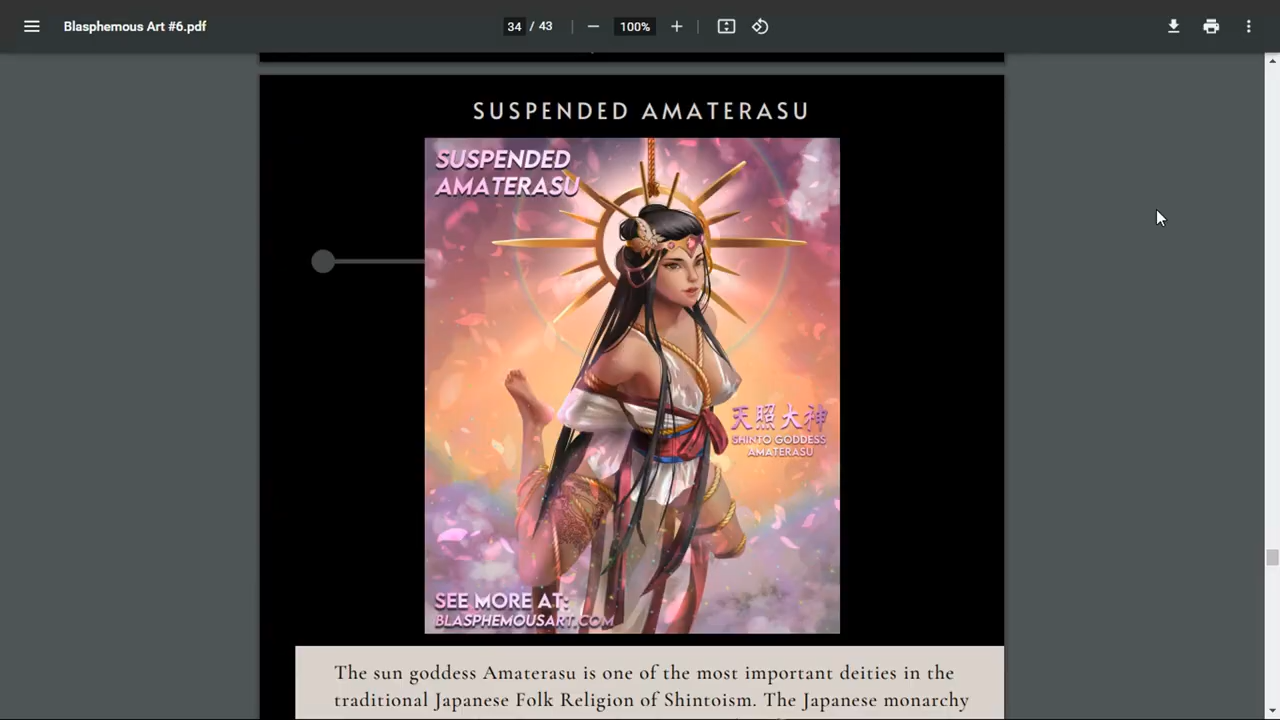 Blasphemous Art #6.pdf
34 / 43
100%
SUSPENDED AMATERASU
SUSPENDED
AMATERASU
天照大神
SHINTO GODDESS
AMATERASU
SEE MORE AT:
BLASPHEMOUSART.COM
The sun goddess Amaterasu is one of the most important deities in the
traditional Japanese Folk Religion of Shintoism. The Japanese monarchy